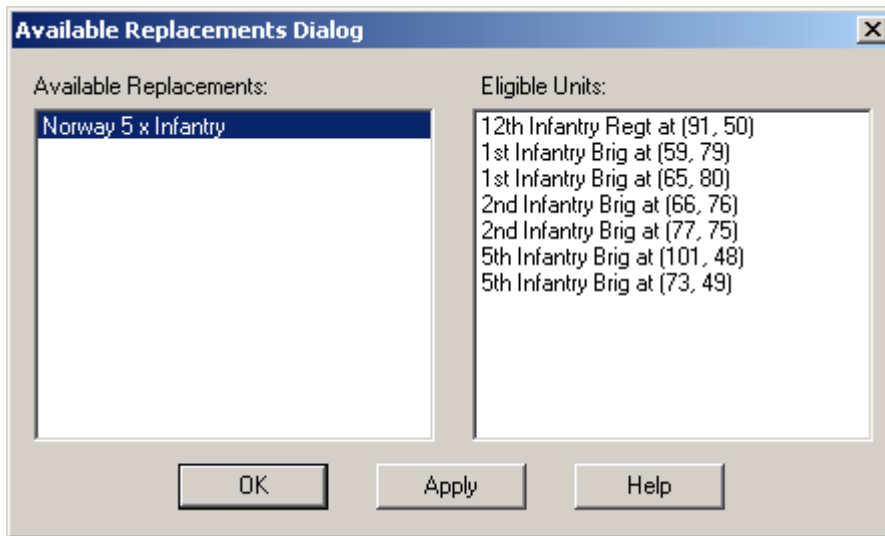 Available Replacements Dialog
Available Replacements:
Norway 5 x Infantry
Eligible Units:
12th Infantry Regt at (91, 50)
1st Infantry Brig at (59, 79)
1st Infantry Brig at (65, 80)
2nd Infantry Brig at (66, 76)
2nd Infantry Brig at (77, 75)
5th Infantry Brig at (101, 48)
5th Infantry Brig at (73, 49)
OK
Apply
Help